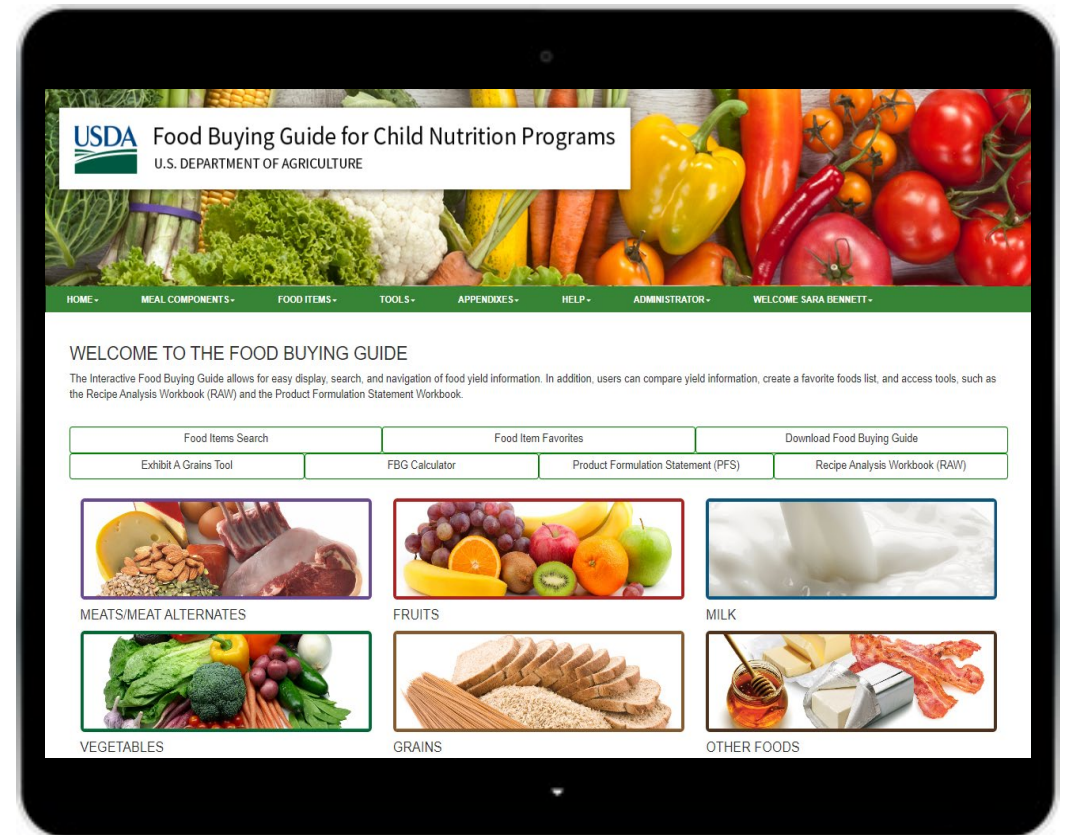 USDA
Food Buying Guide for Child Nutrition Programs
U.S. DEPARTMENT OF AGRICULTURE
HOME MEAL COMPONENTS FOOD ITEMS TOOLS APPENDIXES HELP ADMINISTRATOR WELCOME SARA BENNETT
WELCOME TO THE FOOD BUYING GUIDE
The Interactive Food Buying Guide allows for easy display, search, and navigation of food yield information. In addition, users can compare yield information, create a favorite foods list, and access tools, such as
the Recipe Analysis Workbook (RAW) and the Product Formulation Statement Workbook.
Food Items Search Food Item Favorites Download Food Buying Guide
Exhibit A Grains Tool FBG Calculator Product Formulation Statement (PFS) Recipe Analysis Workbook (RAW)
MEATS/MEAT ALTERNATES FRUITS MILK
VEGETABLES GRAINS OTHER FOODS